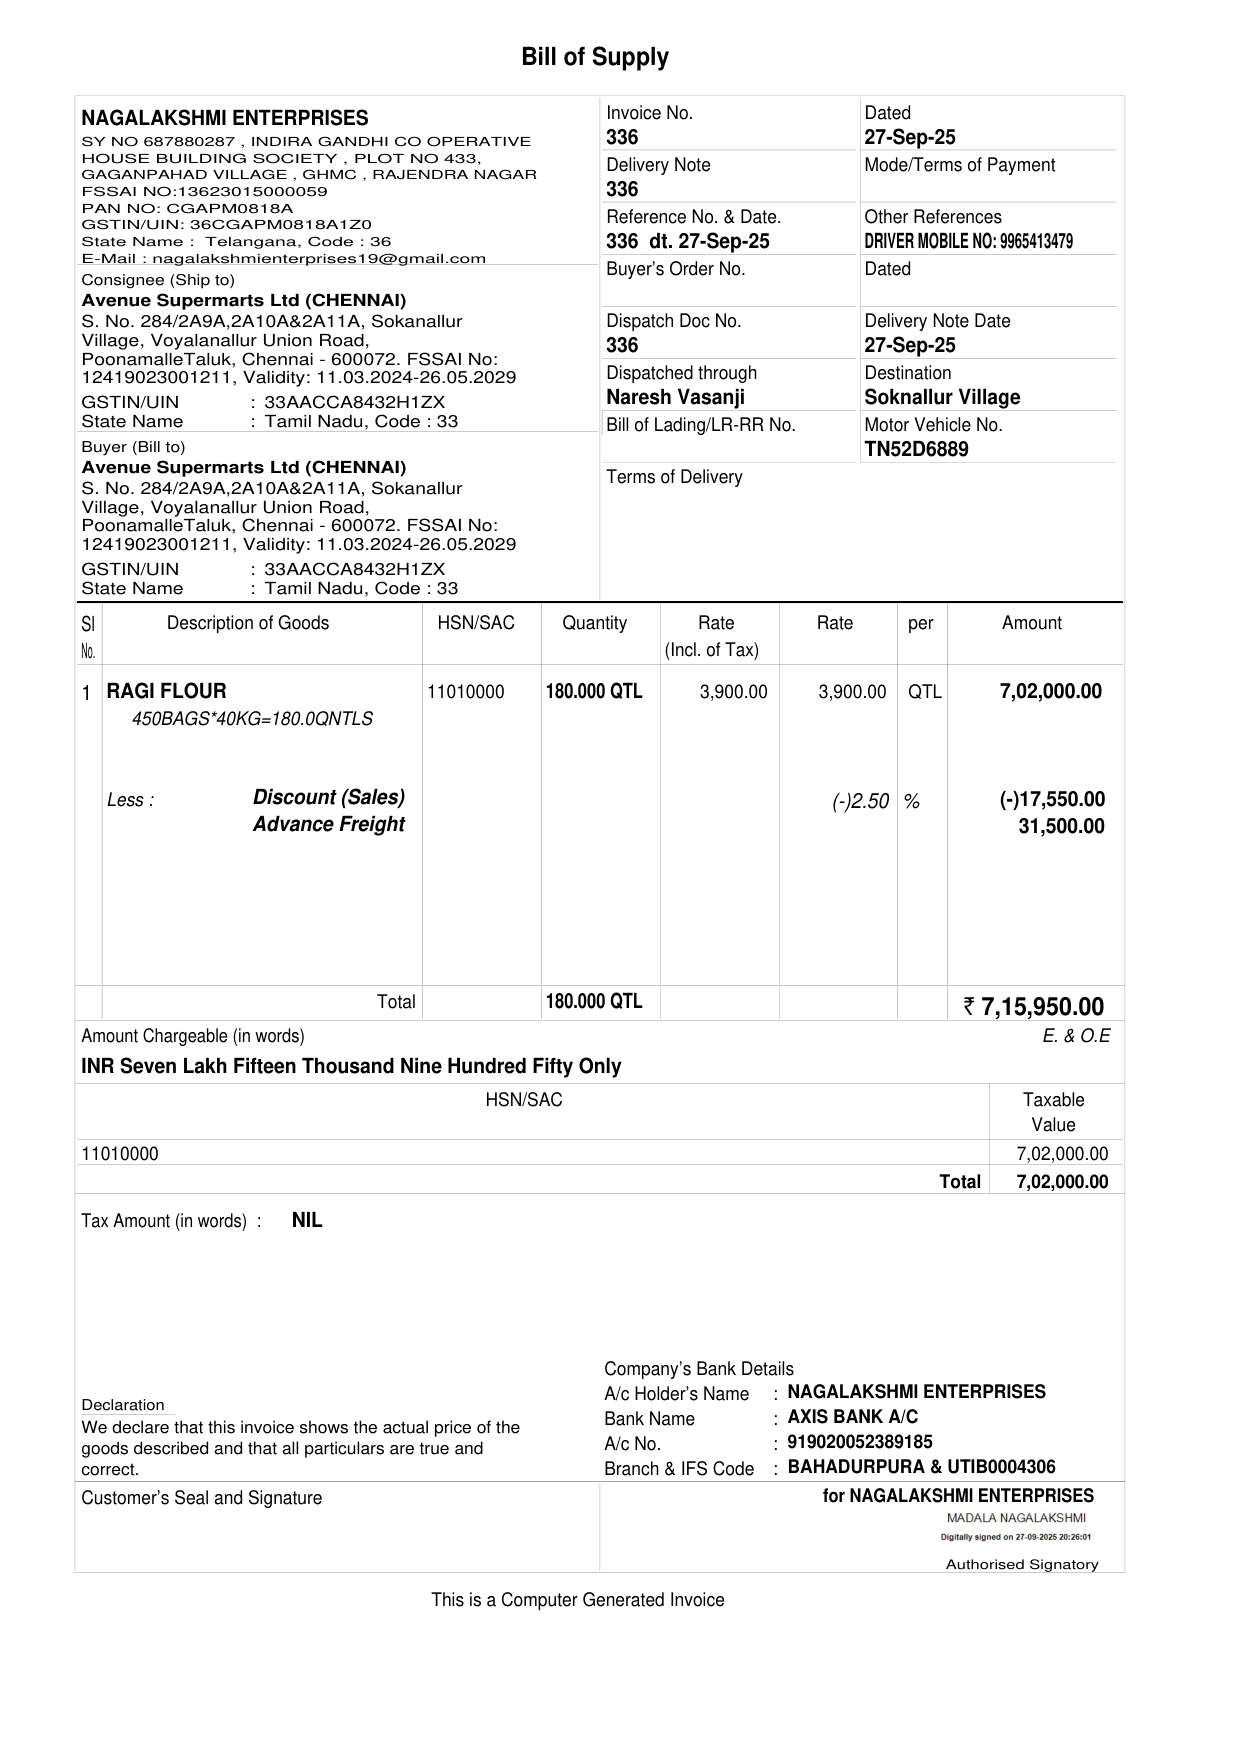 Bill of Supply
NAGALAKSHMI ENTERPRISES
SY NO 687880287 , INDIRA GANDHI CO OPERATIVE
HOUSE BUILDING SOCIETY , PLOT NO 433,
GAGANPAHAD VILLAGE , GHMC , RAJENDRA NAGAR
FSSAI NO:13623015000059
PAN NO: CGAPM0818A
GSTIN/UIN: 36CGAPM0818A1Z0
State Name : Telangana, Code : 36
E-Mail : nagalakshmienterprises19@gmail.com
Consignee (Ship to)
Avenue Supermarts Ltd (CHENNAI)
S. No. 284/2A9A,2A10A&2A11A, Sokanallur
Village, Voyalanallur Union Road,
PoonamalleTaluk, Chennai - 600072. FSSAI No:
12419023001211, Validity: 11.03.2024-26.05.2029
GSTIN/UIN : 33AACCA8432H1ZX
State Name : Tamil Nadu, Code : 33
Buyer (Bill to)
Avenue Supermarts Ltd (CHENNAI)
S. No. 284/2A9A,2A10A&2A11A, Sokanallur
Village, Voyalanallur Union Road,
PoonamalleTaluk, Chennai - 600072. FSSAI No:
12419023001211, Validity: 11.03.2024-26.05.2029
GSTIN/UIN : 33AACCA8432H1ZX
State Name : Tamil Nadu, Code : 33
Invoice No. Dated
336 27-Sep-25
Delivery Note Mode/Terms of Payment
336
Reference No. & Date. Other References
336 dt. 27-Sep-25 DRIVER MOBILE NO: 9965413479
Buyer's Order No. Dated
Dispatch Doc No. Delivery Note Date
336 27-Sep-25
Dispatched through Destination
Naresh Vasanji Soknallur Village
Bill of Lading/LR-RR No. Motor Vehicle No.
TN52D6889
Terms of Delivery
Sl Description of Goods HSN/SAC Quantity Rate Rate per Amount
No. (Incl. of Tax)
1 RAGI FLOUR 11010000 180.000 QTL 3,900.00 3,900.00 QTL 7,02,000.00
450BAGS*40KG=180.0QNTLS
Less : Discount (Sales) (-)2.50 % (-)17,550.00
Advance Freight 31,500.00
Total 180.000 QTL ₹ 7,15,950.00
Amount Chargeable (in words) E. & O.E
INR Seven Lakh Fifteen Thousand Nine Hundred Fifty Only
HSN/SAC Taxable
Value
11010000 7,02,000.00
Total 7,02,000.00
Tax Amount (in words) : NIL
Company's Bank Details
A/c Holder's Name : NAGALAKSHMI ENTERPRISES
Bank Name : AXIS BANK A/C
A/c No. : 919020052389185
Branch & IFS Code : BAHADURPURA & UTIB0004306
Declaration
We declare that this invoice shows the actual price of the
goods described and that all particulars are true and
correct.
Customer's Seal and Signature
for NAGALAKSHMI ENTERPRISES
MADALA NAGALAKSHMI
Digitally signed on 27-09-2025 20:26:01
Authorised Signatory
This is a Computer Generated Invoice